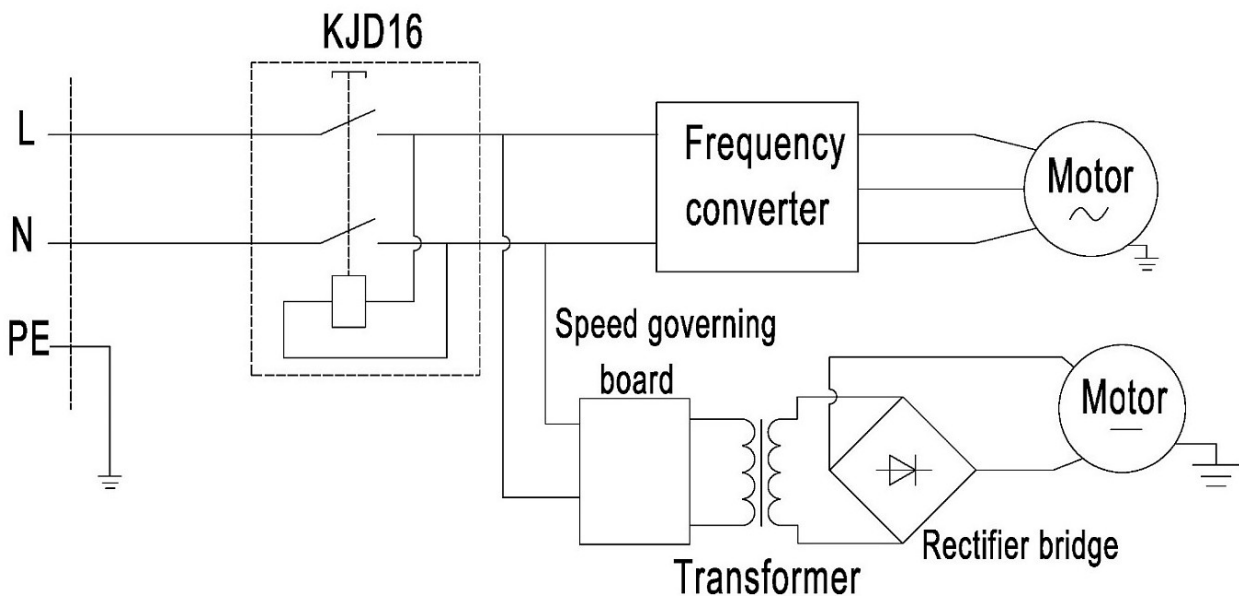 KJD16
L
N
PE
Frequency
converter
Motor
Speed governing
board
Motor
Rectifier bridge
Transformer